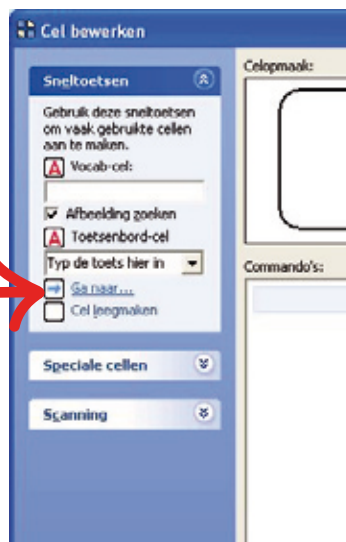 Cel bewerken
Sneltoetsen
Gebruik deze sneltoetsen
om vaak gebruikte cellen
aan te maken.
A Vocab-cel:
Afbeelding zoeken
A Toetsenbord-cel
Typ de toets hier in
Ga naar...
Cel leegmaken
Speciale cellen
Scanning
Celopmaak:
Commando's: